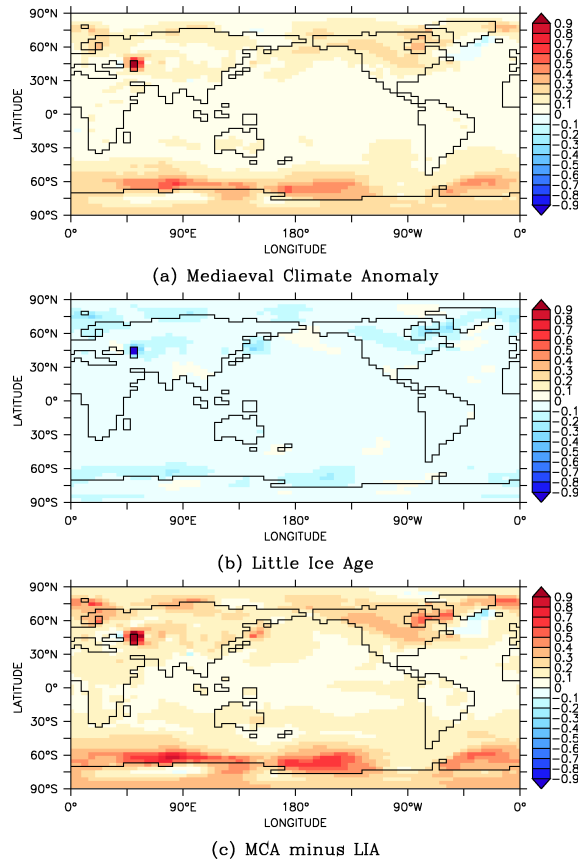 90°N
60°N
30°N
0°
30°S
60°S
90°S
LATITUDE
0° 90°E 180° 90°W 0°
LONGITUDE
0.9
0.8
0.7
0.6
0.5
0.4
0.3
0.2
0.1
0
−0.1
−0.2
−0.3
−0.4
−0.5
−0.6
−0.7
−0.8
−0.9
(a) Mediaeval Climate Anomaly
90°N
60°N
30°N
0°
30°S
60°S
90°S
LATITUDE
0° 90°E 180° 90°W 0°
LONGITUDE
0.9
0.8
0.7
0.6
0.5
0.4
0.3
0.2
0.1
0
−0.1
−0.2
−0.3
−0.4
−0.5
−0.6
−0.7
−0.8
−0.9
(b) Little Ice Age
90°N
60°N
30°N
0°
30°S
60°S
90°S
LATITUDE
0° 90°E 180° 90°W 0°
LONGITUDE
0.9
0.8
0.7
0.6
0.5
0.4
0.3
0.2
0.1
0
−0.1
−0.2
−0.3
−0.4
−0.5
−0.6
−0.7
−0.8
−0.9
(c) MCA minus LIA